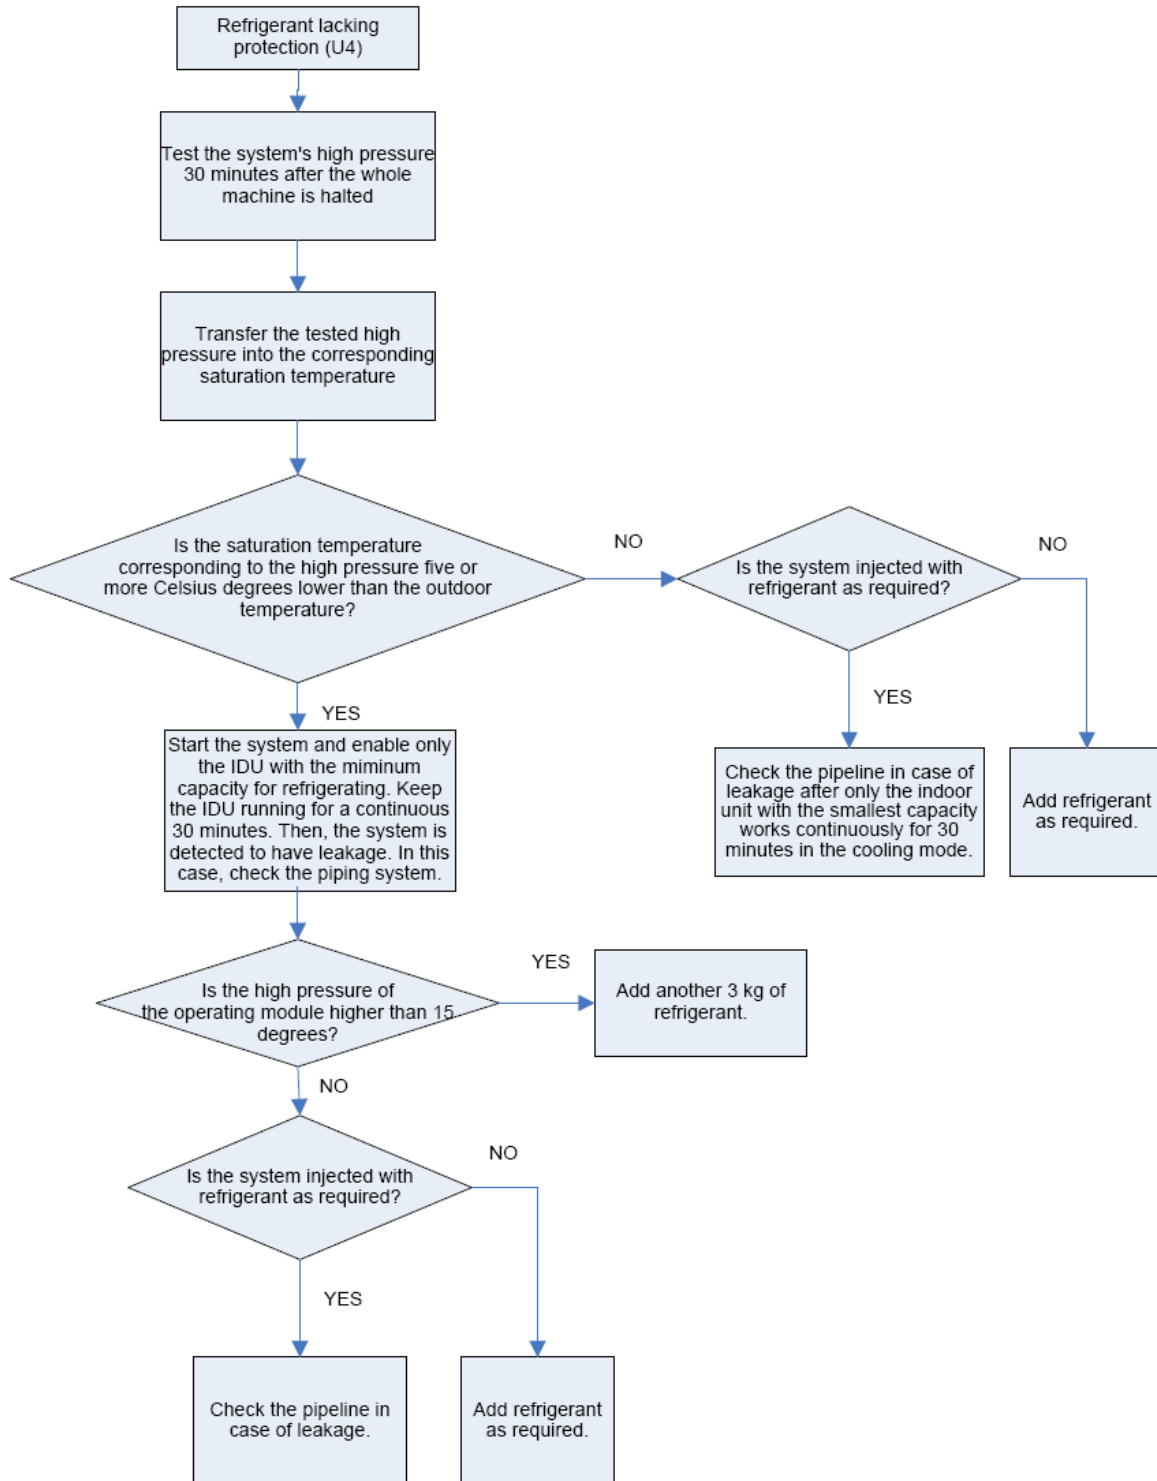 Refrigerant lacking
protection (U4)
Test the system's high pressure
30 minutes after the whole
machine is halted
Transfer the tested high
pressure into the corresponding
saturation temperature
Is the saturation temperature
corresponding to the high pressure five or
more Celsius degrees lower than the outdoor
temperature?
NO
Is the system injected with
refrigerant as required?
NO
YES
YES
Start the system and enable only
the IDU with the miminum
capacity for refrigerating. Keep
the IDU running for a continuous
30 minutes. Then, the system is
detected to have leakage. In this
case, check the piping system.
Check the pipeline in case of
leakage after only the indoor
unit with the smallest capacity
works continuously for 30
minutes in the cooling mode.
Add refrigerant
as required.
Is the high pressure of
the operating module higher than 15
degrees?
YES
Add another 3 kg of
refrigerant.
NO
Is the system injected with
refrigerant as required?
NO
YES
Check the pipeline in
case of leakage.
Add refrigerant
as required.